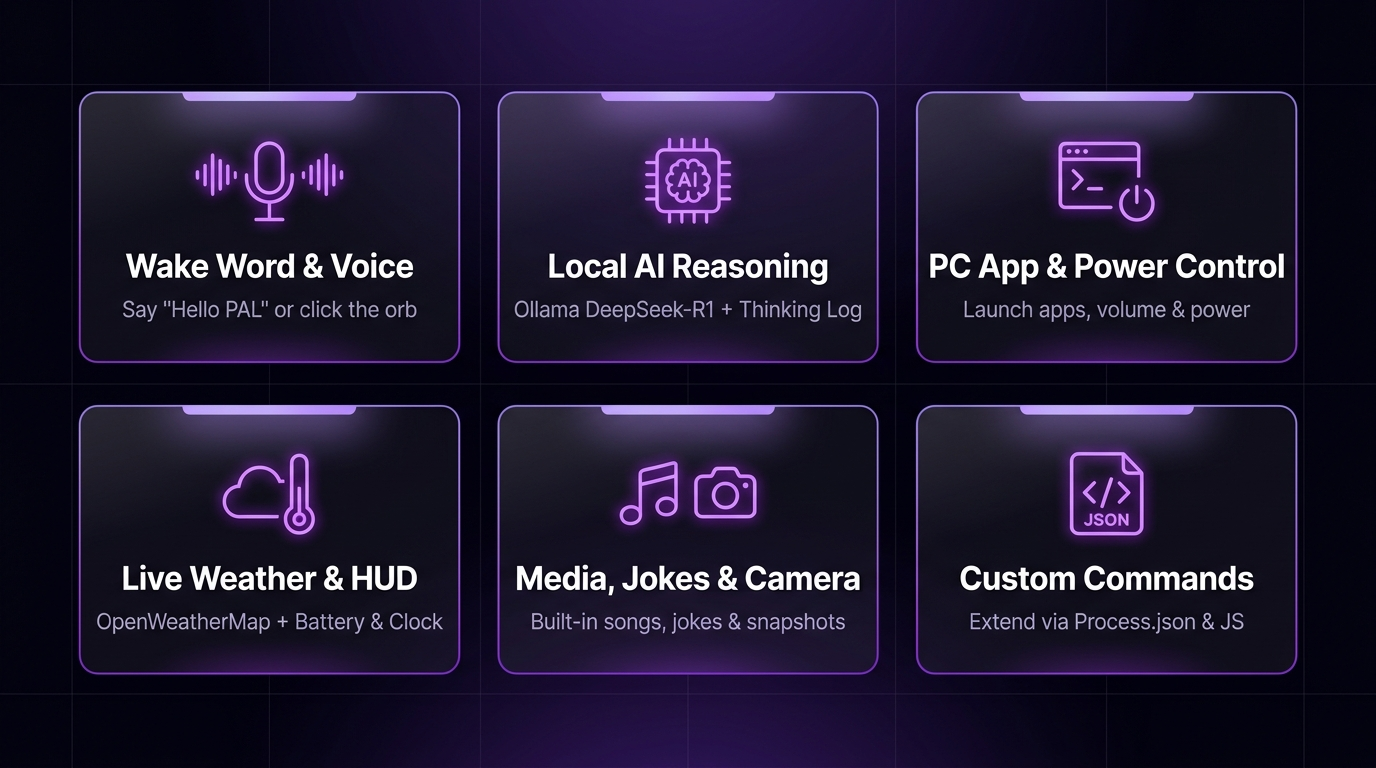 Wake Word & Voice
Say "Hello PAL" or click the orb
AI
Local AI Reasoning
Ollama DeepSeek-R1 + Thinking Log
PC App & Power Control
Launch apps, volume & power
Live Weather & HUD
OpenWeatherMap + Battery & Clock
Media, Jokes & Camera
Built-in songs, jokes & snapshots
</>
JSON
Custom Commands
Extend via Process.json & JS